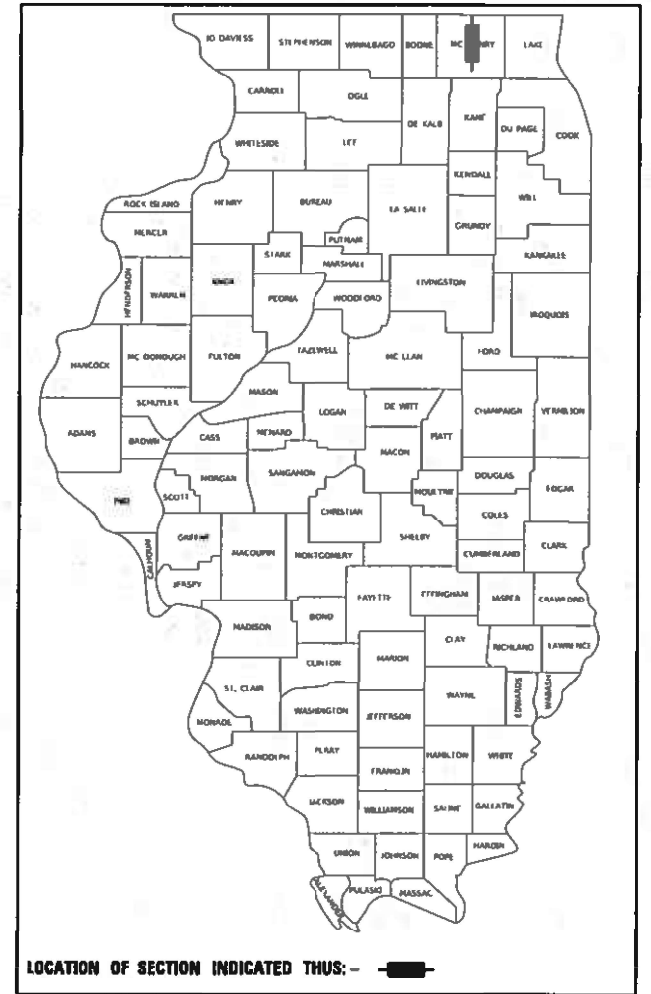 JO DAVIESS STEPHENSON WINNEBAGO BOONE MC NRY LAKE
CARROLL OGLE DE KALB KANE DU PAGE COOK
WHITESIDE LEE
KENDALL
ROCK ISLAND HENRY BUREAU LA SALLE WILL
MERCER PUTNAM GRUNDY
STARK KANKAKEE
MARSHALL
HENDERSON WARREN PEORIA WOODFORD LIVINGSTON
IROQUOIS
HANCOCK MC DONOUGH FULTON TAZEWELL MC LEAN FORD
MASON
SCHUYLER LOGAN DE WITT CHAMPAIGN VERMILION
ADAMS BROWN CASS MENARD PIATT
MACON
SCOTT MORGAN SANGAMON MOULTRIE DOUGLAS EDGAR
CHRISTIAN COLES
CALHOUN GREENE MACOUPIN MONTGOMERY SHELBY CUMBERLAND CLARK
JERSEY FAYETTE EFFINGHAM JASPER CRAWFORD
MADISON BOND
CLAY RICHLAND LAWRENCE
CLINTON MARION
ST. CLAIR WAYNE EDWARDS WABASH
MONROE WASHINGTON JEFFERSON
RANDOLPH PERRY HAMILTON WHITE
FRANKLIN
JACKSON WILLIAMSON SALINE GALLATIN
UNION JOHNSON POPE HARDIN
ALEXANDER PULASKI MASSAC
LOCATION OF SECTION INDICATED THUS: -